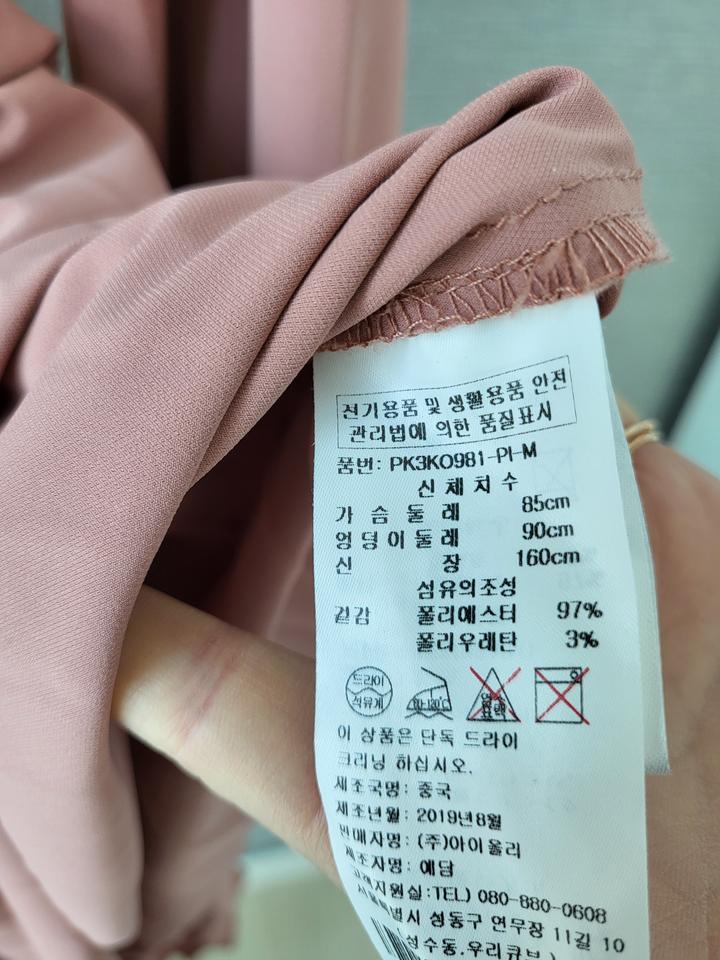 전기용품 및 생활용품 안전
관리법에 의한 품질표시
품번: PK3KO981-PI-M
신 체 치 수
가 슴 둘 레 85cm
엉덩이둘레 90cm
신 장 160cm
섬유의조성
겉감 폴리에스터 97%
폴리우레탄 3%
드라이
석유계
80-120℃
염소
표백
이 상품은 단독 드라이
크리닝 하십시오.
제조국명: 중국
제조년월: 2019년8월
판매자명: (주)아이올리
제조자명: 예담
고객지원실:TEL) 080-880-0608
서울특별시 성동구 연무장 11길 10
(성수동,우리큐브)